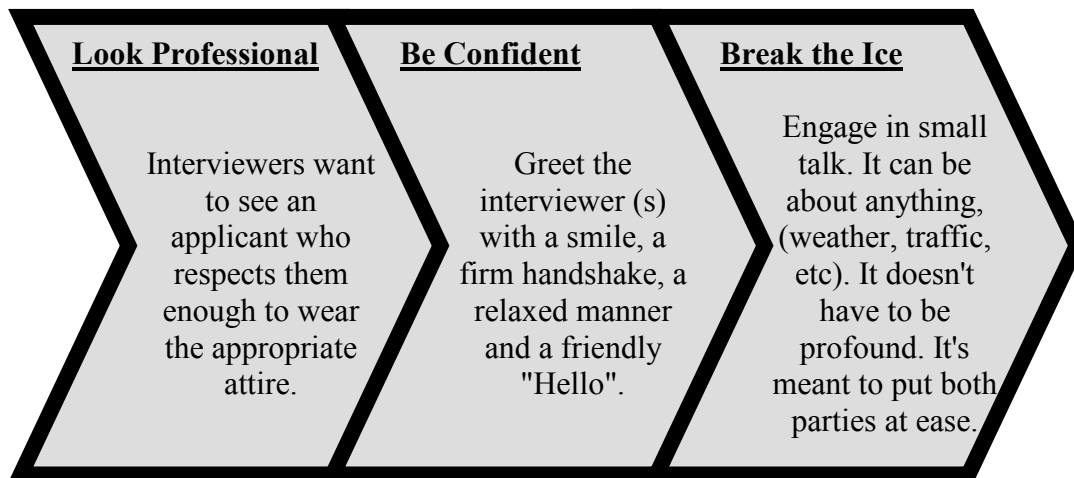 Look Professional
Interviewers want
to see an
applicant who
respects them
enough to wear
the appropriate
attire.
Be Confident
Greet the
interviewer (s)
with a smile, a
firm handshake, a
relaxed manner
and a friendly
"Hello".
Break the Ice
Engage in small
talk. It can be
about anything,
(weather, traffic,
etc). It doesn't
have to be
profound. It's
meant to put both
parties at ease.